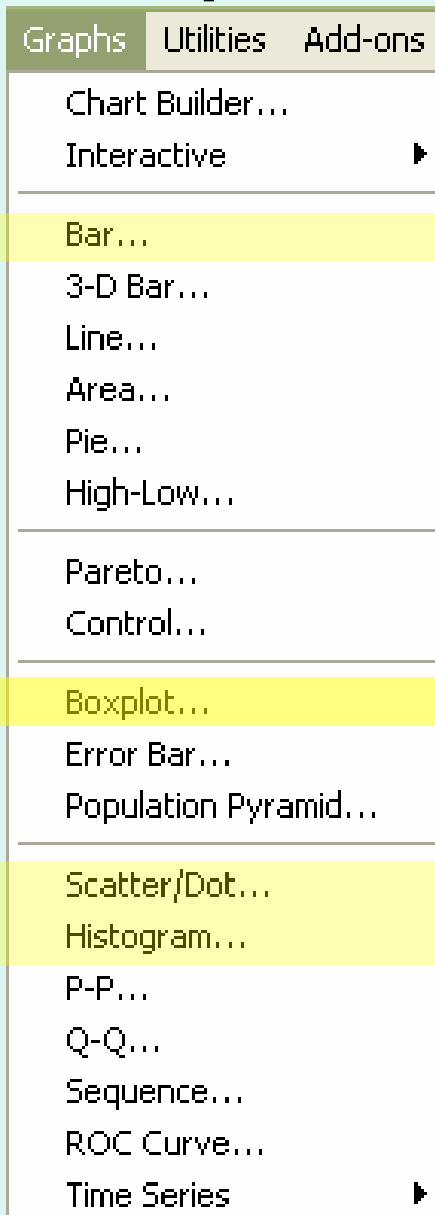 Graphs Utilities Add-ons
Chart Builder...
Interactive
Bar...
3-D Bar...
Line...
Area...
Pie...
High-Low...
Pareto...
Control...
Boxplot...
Error Bar...
Population Pyramid...
Scatter/Dot...
Histogram...
P-P...
Q-Q...
Sequence...
ROC Curve...
Time Series